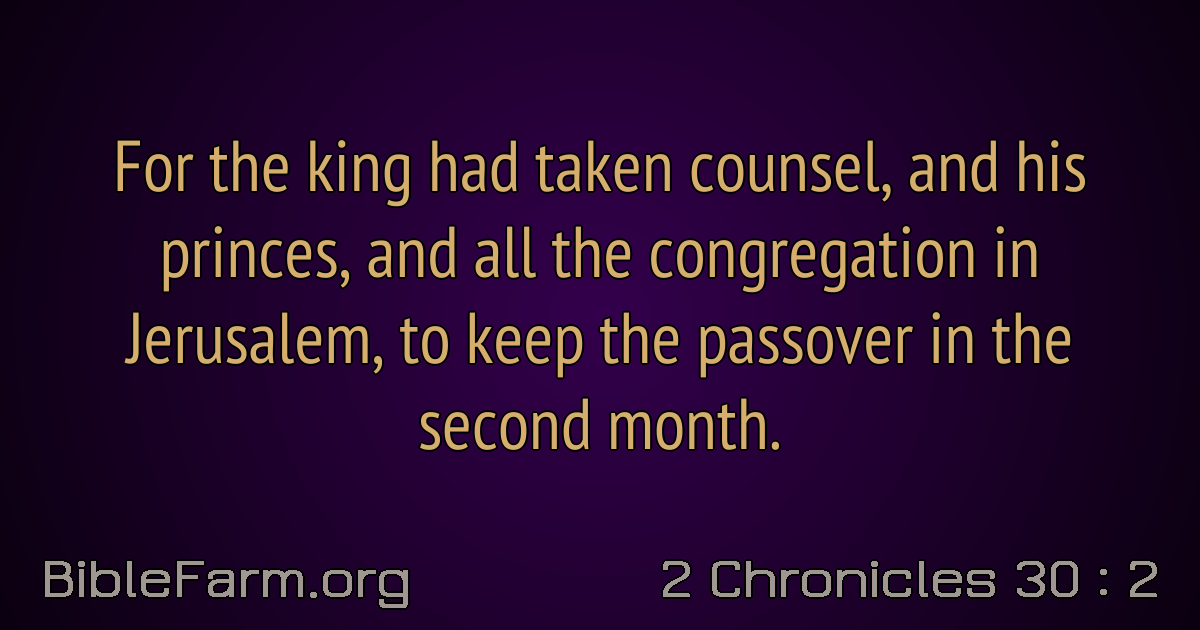 For the king had taken counsel, and his
princes, and all the congregation in
Jerusalem, to keep the passover in the
second month.
BibleFarm.org
2 Chronicles 30 : 2